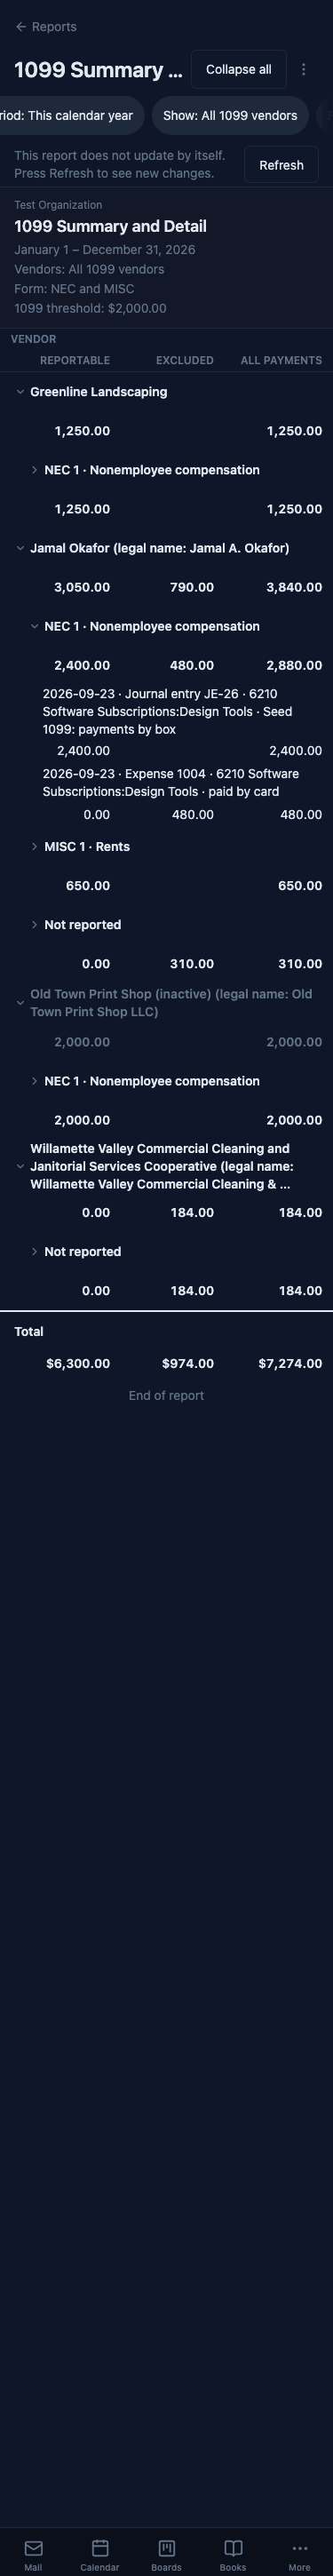 Reports
1099 Summary ...
Collapse all
riod: This calendar year
Show: All 1099 vendors
This report does not update by itself.
Press Refresh to see new changes.
Refresh
Test Organization
1099 Summary and Detail
January 1 – December 31, 2026
Vendors: All 1099 vendors
Form: NEC and MISC
1099 threshold: $2,000.00
VENDOR
REPORTABLE EXCLUDED ALL PAYMENTS
Greenline Landscaping
1,250.00 1,250.00
NEC 1 · Nonemployee compensation
1,250.00 1,250.00
Jamal Okafor (legal name: Jamal A. Okafor)
3,050.00 790.00 3,840.00
NEC 1 · Nonemployee compensation
2,400.00 480.00 2,880.00
2026-09-23 · Journal entry JE-26 · 6210
Software Subscriptions:Design Tools · Seed
1099: payments by box
2,400.00 2,400.00
2026-09-23 · Expense 1004 · 6210 Software
Subscriptions:Design Tools · paid by card
0.00 480.00 480.00
MISC 1 · Rents
650.00 650.00
Not reported
0.00 310.00 310.00
Old Town Print Shop (inactive) (legal name: Old
Town Print Shop LLC)
2,000.00 2,000.00
NEC 1 · Nonemployee compensation
2,000.00 2,000.00
Willamette Valley Commercial Cleaning and
Janitorial Services Cooperative (legal name:
Willamette Valley Commercial Cleaning & ...
0.00 184.00 184.00
Not reported
0.00 184.00 184.00
Total
$6,300.00 $974.00 $7,274.00
End of report
Mail
Calendar
Boards
Books
More